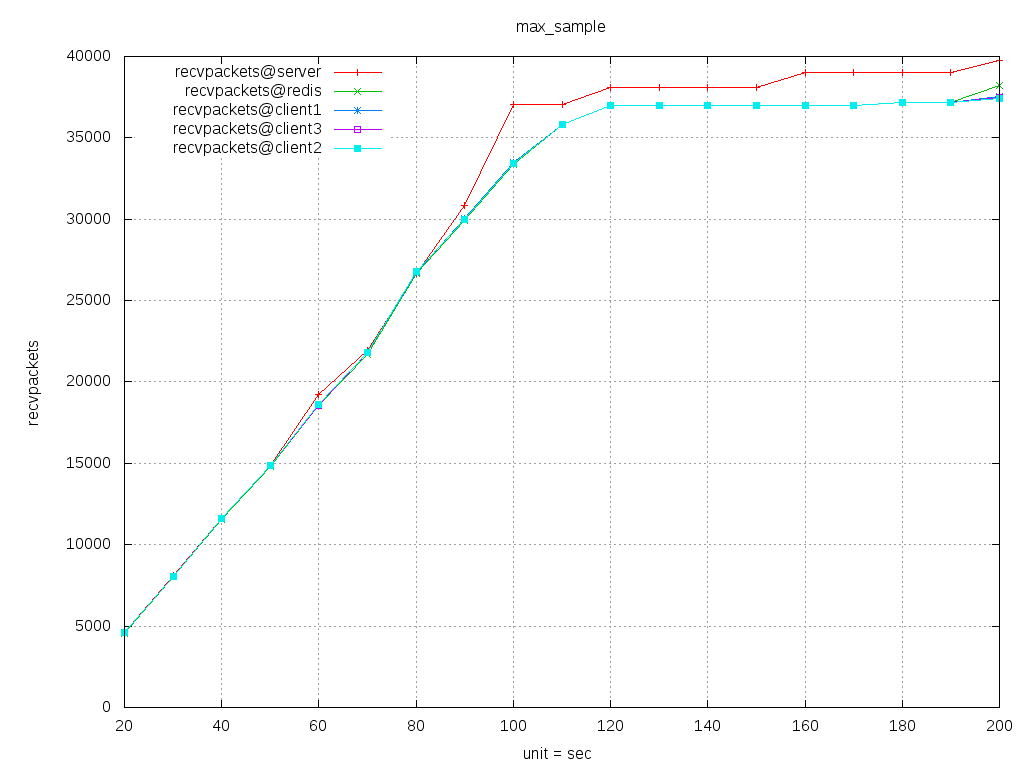 max_sample
40000
35000
30000
25000
20000
15000
10000
5000
0
recvpackets@server
recvpackets@redis
recvpackets@client1
recvpackets@client3
recvpackets@client2
recvpackets
20 40 60 80 100 120 140 160 180 200
unit = sec